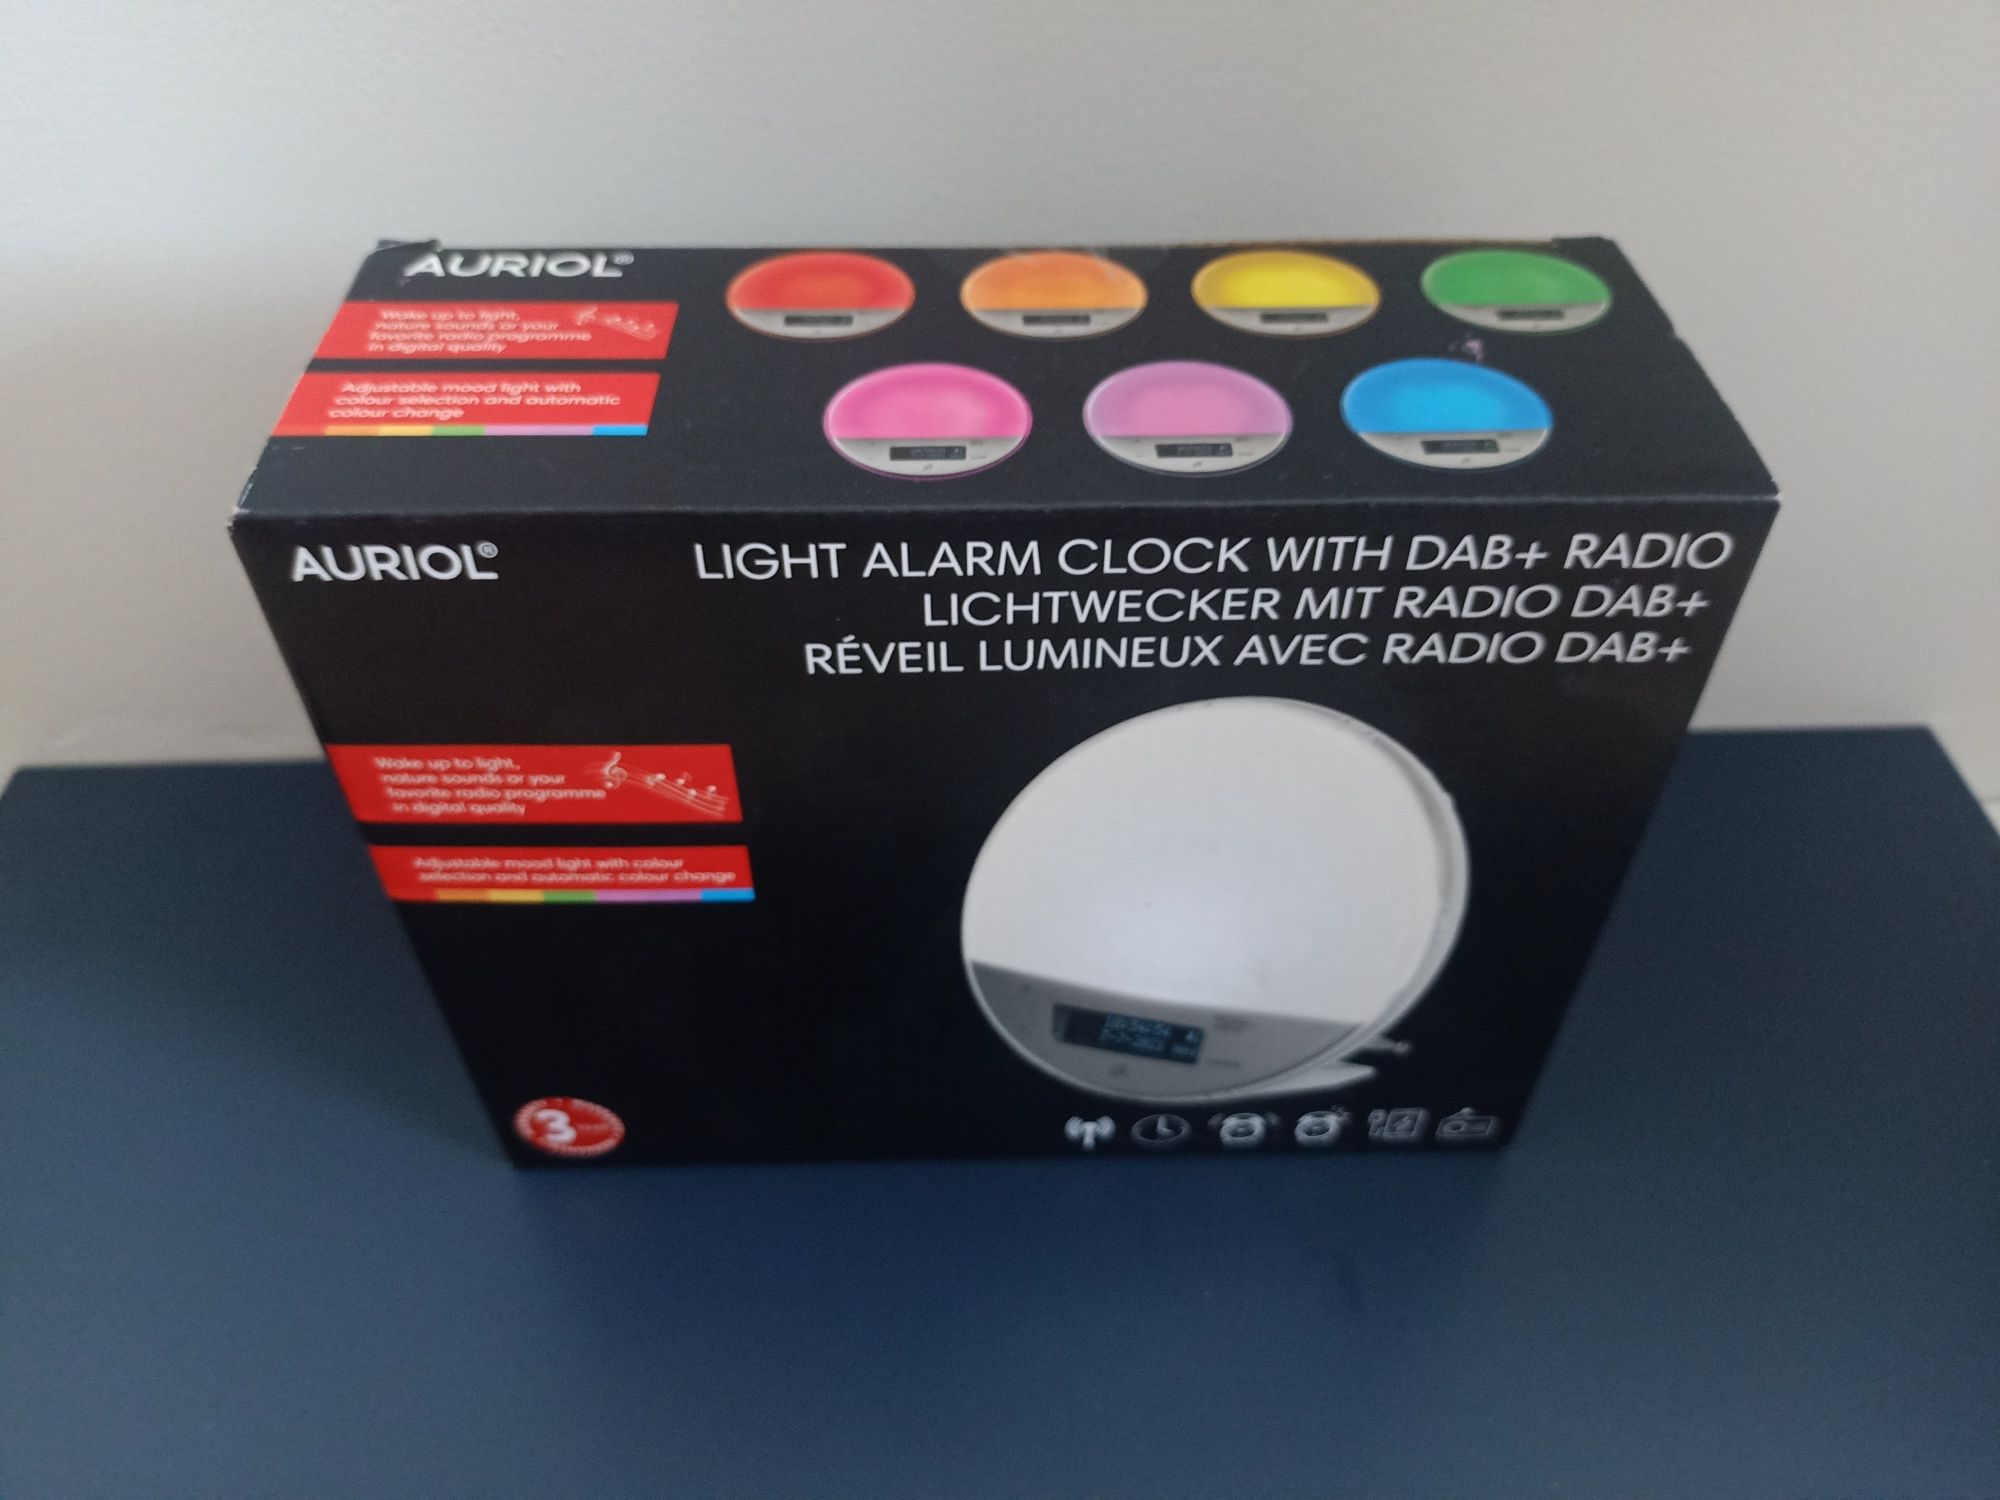 AURIOL®
Wake up to light,
nature sounds or your
favorite radio programme
in digital quality
Adjustable mood light with
colour selection and automatic
colour change
AURIOL®
LIGHT ALARM CLOCK WITH DAB+ RADIO
LICHTWECKER MIT RADIO DAB+
RÉVEIL LUMINEUX AVEC RADIO DAB+
Wake up to light,
nature sounds or your
favorite radio programme
in digital quality
Adjustable mood light with colour
selection and automatic colour change
3